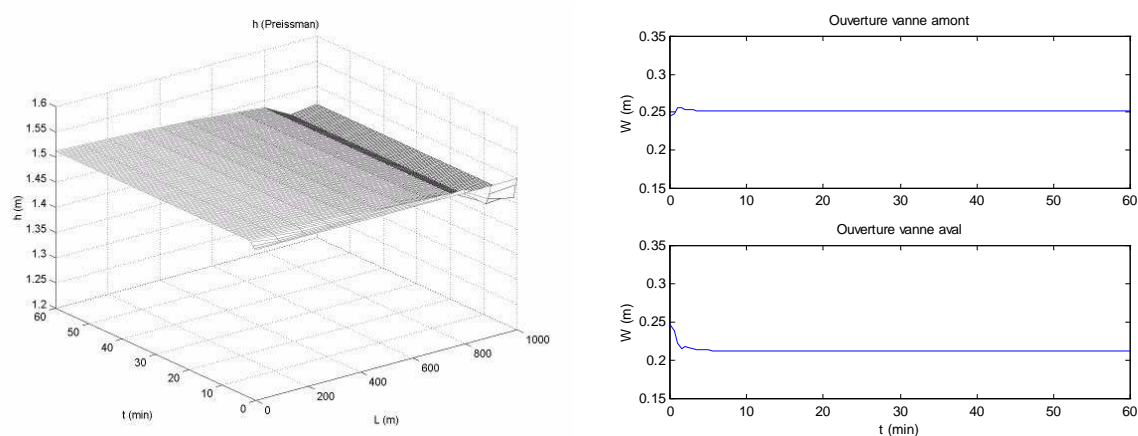 h (Preissman)
1.6
1.55
1.5
1.45
1.4
1.35
1.3
1.25
1.2
h (m)
60
50
40
30
20
10
0
t (min)
0
200
400
600
800
1000
L (m)
Ouverture vanne amont
0.35
0.3
0.25
0.2
0.15
W (m)
0 10 20 30 40 50 60
Ouverture vanne aval
0.35
0.3
0.25
0.2
0.15
W (m)
0 10 20 30 40 50 60
t (min)